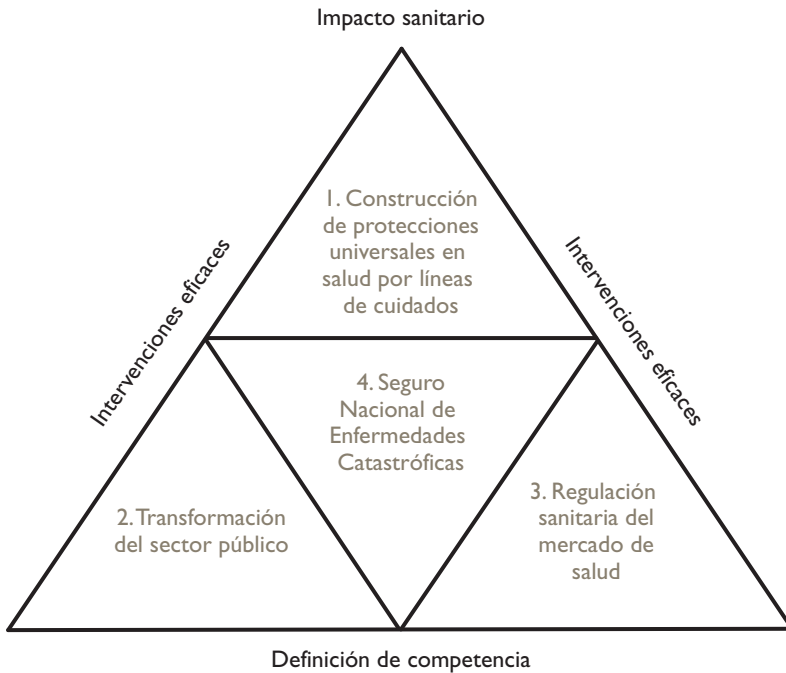 Impacto sanitario
1. Construcción
de protecciones
universales en
salud por líneas
de cuidados
Intervenciones eficaces
Intervenciones eficaces
4. Seguro
Nacional de
Enfermedades
Catastróficas
2. Transformación
del sector público
3. Regulación
sanitaria del
mercado de
salud
Definición de competencia